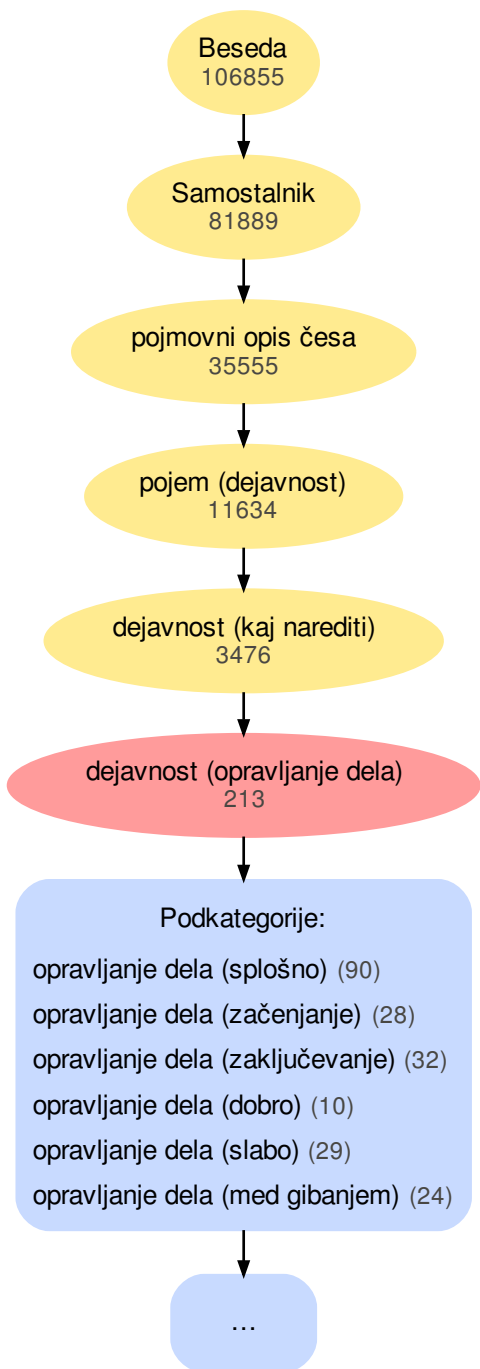 Beseda
106855
Samostalnik
81889
pojmovni opis česa
35555
pojem (dejavnost)
11634
dejavnost (kaj narediti)
3476
dejavnost (opravljanje dela)
213
Podkategorije:
opravljanje dela (splošno) (90)
opravljanje dela (začenjanje) (28)
opravljanje dela (zaključevanje) (32)
opravljanje dela (dobro) (10)
opravljanje dela (slabo) (29)
opravljanje dela (med gibanjem) (24)
...